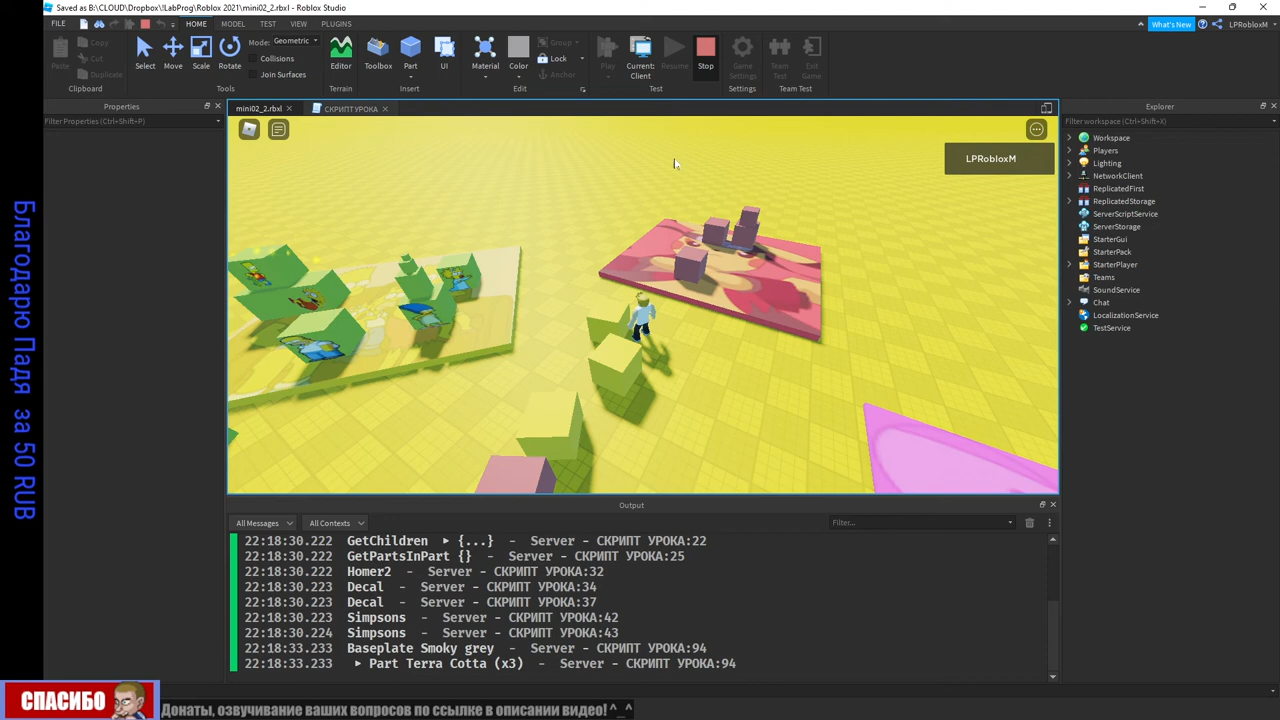 Saved as B:\CLOUD\Dropbox\!LabProg\Roblox 2021\mini02_2.rbxl - Roblox Studio
FILE HOME MODEL TEST VIEW PLUGINS What's New LPRobloxM
Paste Copy Cut Duplicate Clipboard
Select Move Scale Rotate Mode: Geometric Collisions Join Surfaces Tools
Editor Terrain
Toolbox Part UI Insert
Material Color Group Lock Anchor Edit
Play Current: Client Resume Stop Test
Game Settings Settings
Team Test Exit Game Team Test
Properties
Filter Properties (Ctrl+Shift+P)
mini02_2.rbxl СКРИПТ УРОКА
LPRobloxM
Explorer
Filter workspace (Ctrl+Shift+X)
Workspace
Players
Lighting
NetworkClient
ReplicatedFirst
ReplicatedStorage
ServerScriptService
ServerStorage
StarterGui
StarterPack
StarterPlayer
Teams
SoundService
Chat
LocalizationService
TestService
Output
All Messages All Contexts Filter...
22:18:30.222 GetChildren ▶ {...} - Server - СКРИПТ УРОКА:22
22:18:30.222 GetPartsInPart {} - Server - СКРИПТ УРОКА:25
22:18:30.222 Homer2 - Server - СКРИПТ УРОКА:32
22:18:30.223 Decal - Server - СКРИПТ УРОКА:34
22:18:30.223 Decal - Server - СКРИПТ УРОКА:37
22:18:30.223 Simpsons - Server - СКРИПТ УРОКА:42
22:18:30.224 Simpsons - Server - СКРИПТ УРОКА:43
22:18:33.233 Baseplate Smoky grey - Server - СКРИПТ УРОКА:94
22:18:33.233 ▶ Part Terra Cotta (x3) - Server - СКРИПТ УРОКА:94
Благодарю Падя за 50 RUB
СПАСИБО
Донаты, озвучивание ваших вопросов по ссылке в описании видео! ^_^